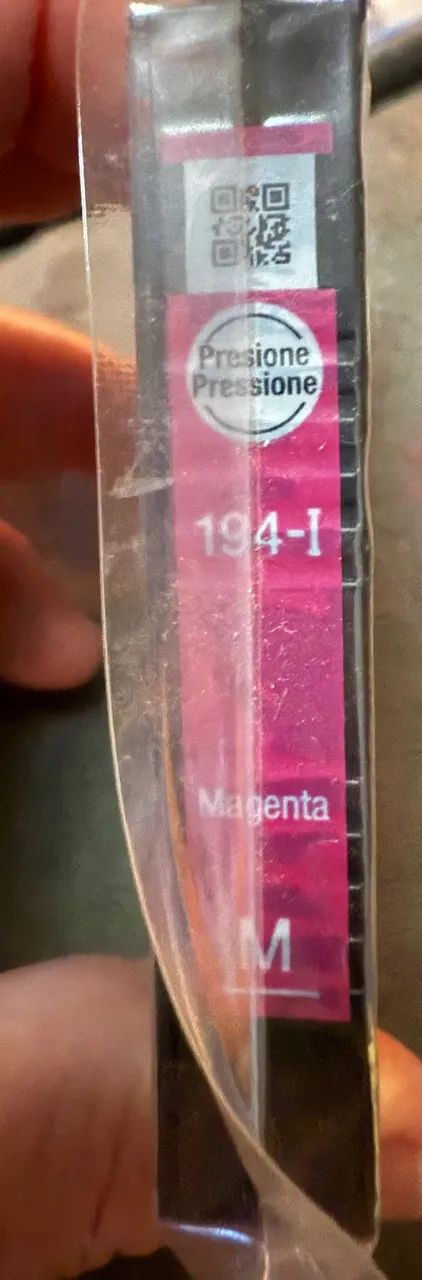 Presione
Pressione
194-I
Magenta
M